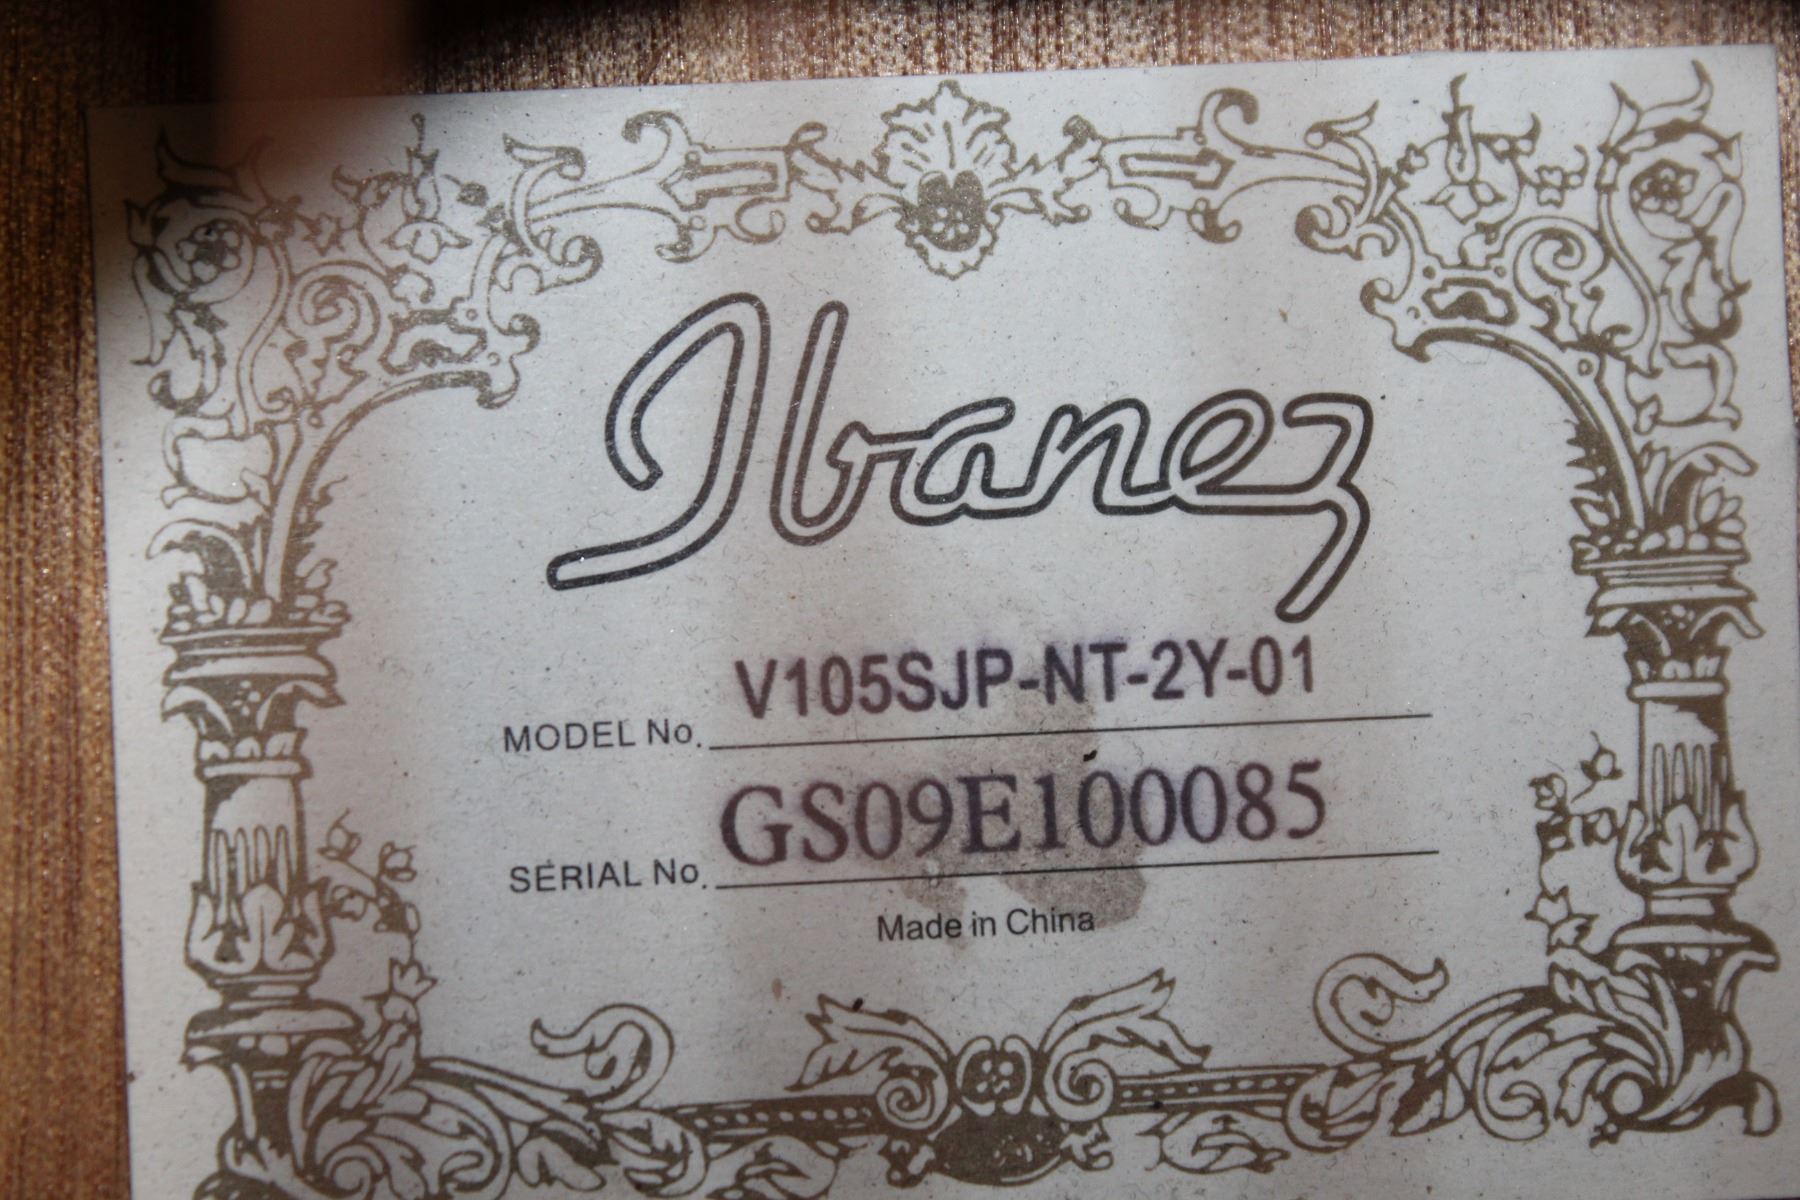 Ibanez
MODEL No. V105SJP-NT-2Y-01
SERIAL No. GS09E100085
Made in China